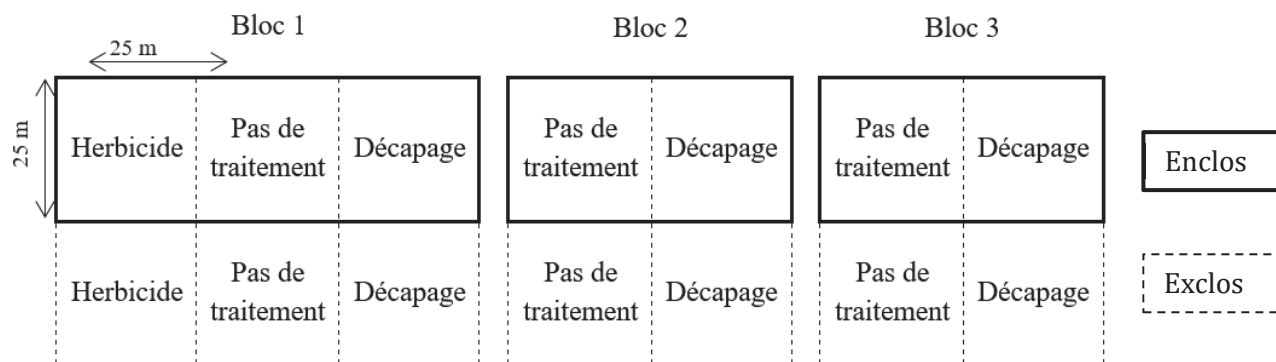 Bloc 1
Bloc 2
Bloc 3
25 m
25 m
Herbicide
Pas de
traitement
Décapage
Pas de
traitement
Décapage
Pas de
traitement
Décapage
Enclos
Herbicide
Pas de
traitement
Décapage
Pas de
traitement
Décapage
Pas de
traitement
Décapage
Exclos